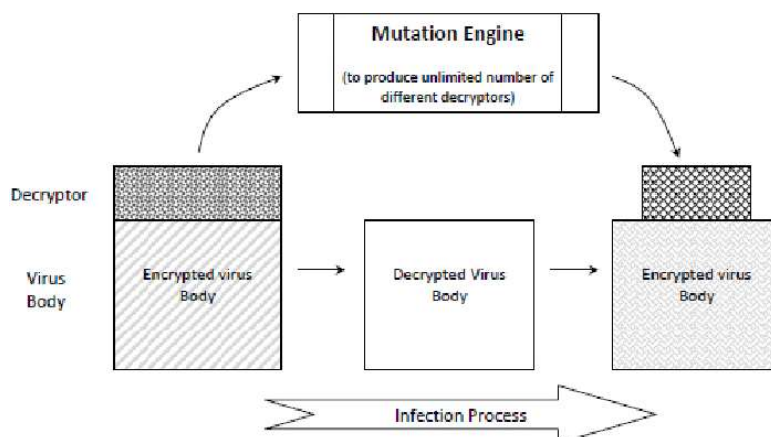 Mutation Engine
(to produce unlimited number of
different decryptors)
Decryptor
Virus
Body
Encrypted virus
Body
Decrypted Virus
Body
Encrypted virus
Body
Infection Process